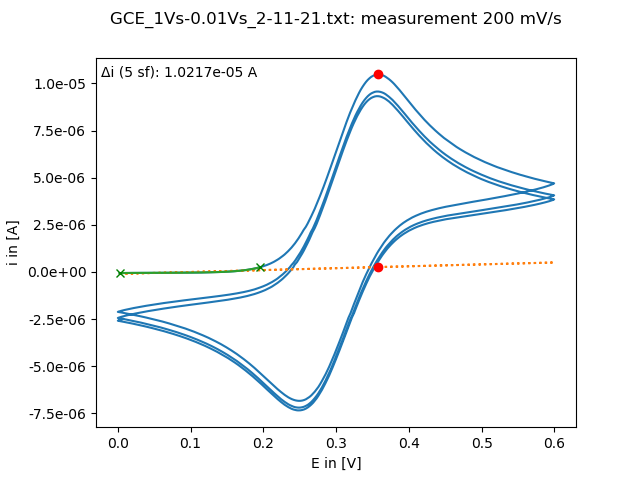 GCE_1Vs-0.01Vs_2-11-21.txt: measurement 200 mV/s
Δi (5 sf): 1.0217e-05 A
1.0e-05
7.5e-06
5.0e-06
2.5e-06
0.0e+00
-2.5e-06
-5.0e-06
-7.5e-06
i in [A]
0.0 0.1 0.2 0.3 0.4 0.5 0.6
E in [V]